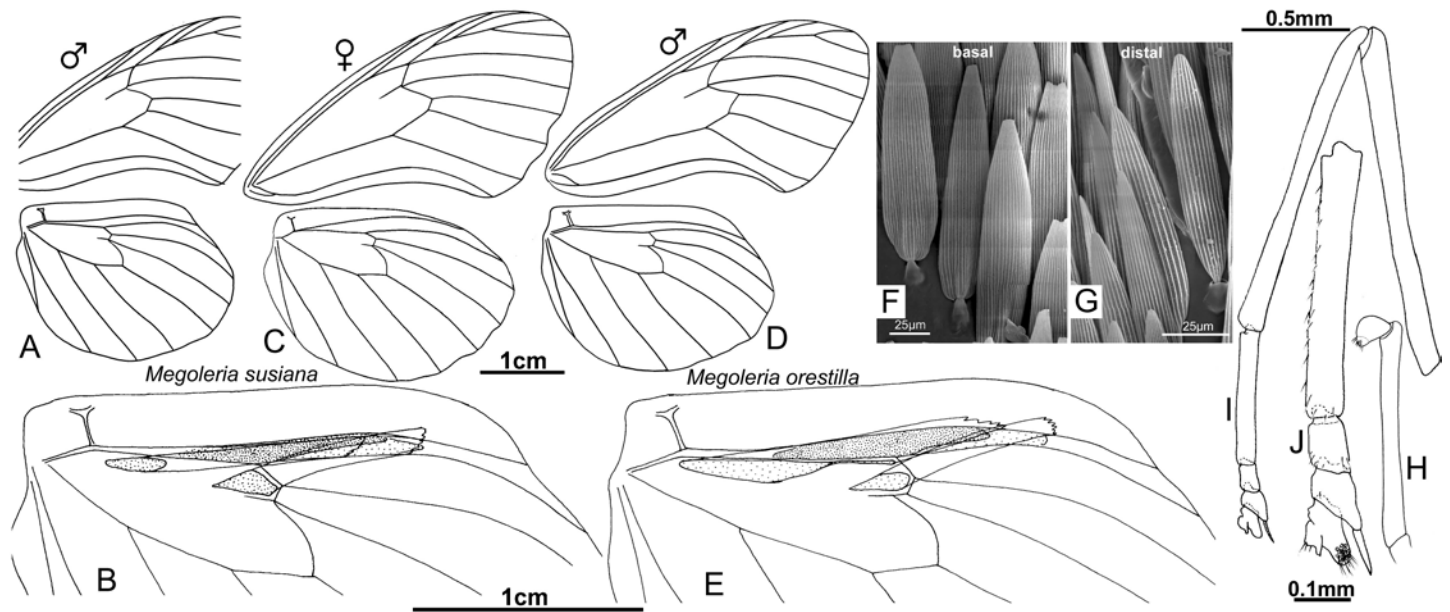 ♂
♀
♂
0.5mm
basal
distal
F
25µm
G
25µm
A
C
D
1cm
Megoleria susiana
Megoleria orestilla
I
J
H
B
E
1cm
0.1mm